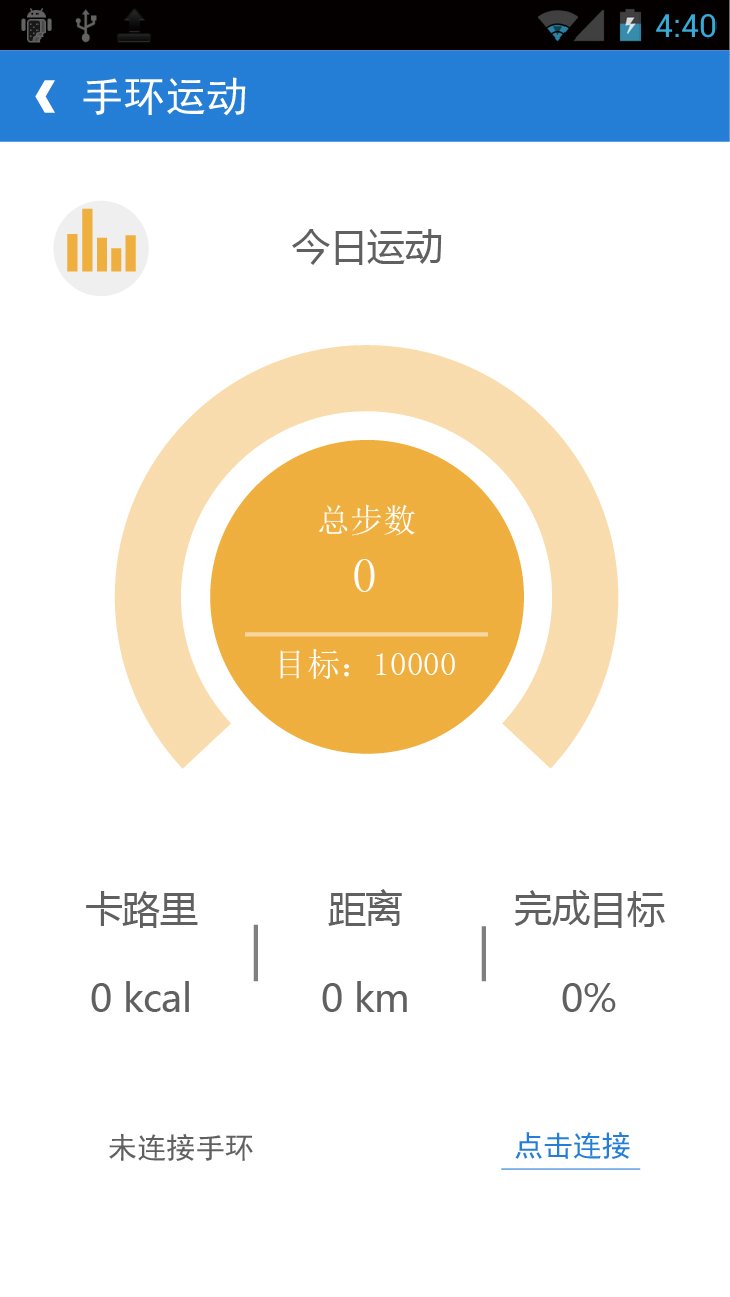 4:40
手环运动
今日运动
总步数
0
目标：10000
卡路里 距离 完成目标
0 kcal 0 km 0%
未连接手环 点击连接